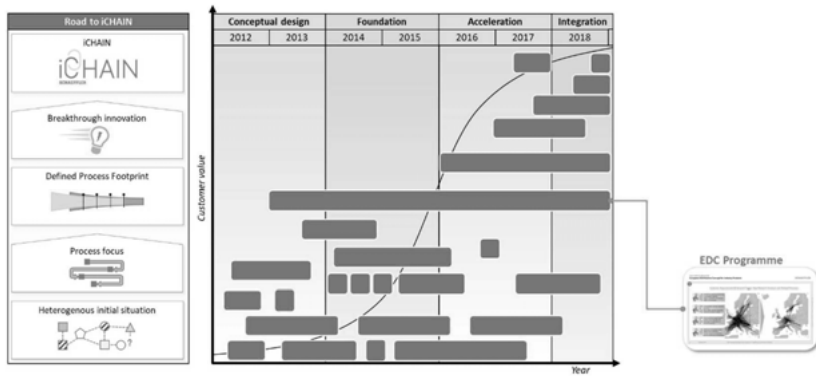 Road to iCHAIN
iCHAIN
iCHAIN
Breakthrough innovation
Defined Process Footprint
Process focus
Heterogenous initial situation
?
Conceptual design Foundation Acceleration Integration
2012 2013 2014 2015 2016 2017 2018
Customer value
Year
EDC Programme